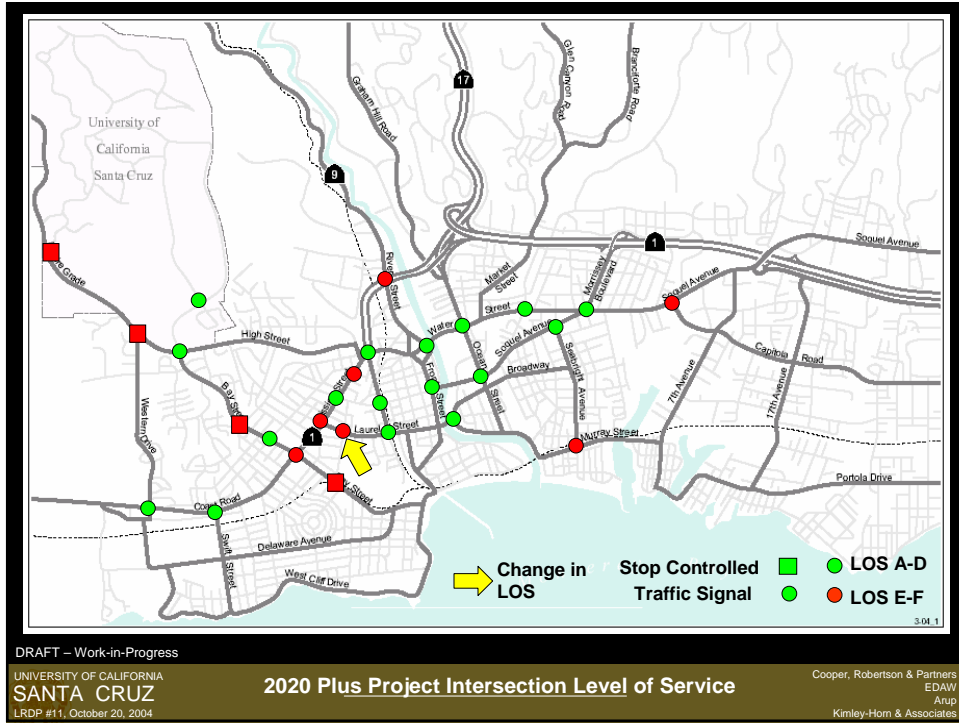 University of
California
Santa Cruz
Graham Hill Road
17
Glen Canyon Road
Branciforte Road
9
1
Soquel Avenue
River Street
Market
Street
Morrissey
Boulevard
Soquel Avenue
High Street
Water
Street
Soquel Avenue
Ocean
Street
Broadway
Seabright Avenue
Capitola Road
7th Avenue
17th Avenue
Front Street
Bay
Western Drive
1
Laurel Street
Murray Street
Street
Portola Drive
Coast Road
Swift Street
Delaware Avenue
West Cliff Drive
Change in
LOS
Stop Controlled
LOS A-D
Traffic Signal
LOS E-F
3-04_1
DRAFT – Work-in-Progress
UNIVERSITY OF CALIFORNIA
SANTA CRUZ
LRDP #11, October 20, 2004
2020 Plus Project Intersection Level of Service
Cooper, Robertson & Partners
EDAW
Arup
Kimley-Horn & Associates